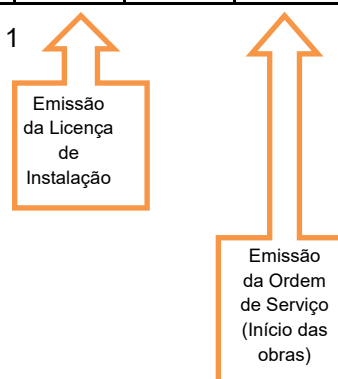 1
Emissão
da Licença
de
Instalação
Emissão
da Ordem
de Serviço
(Início das
obras)